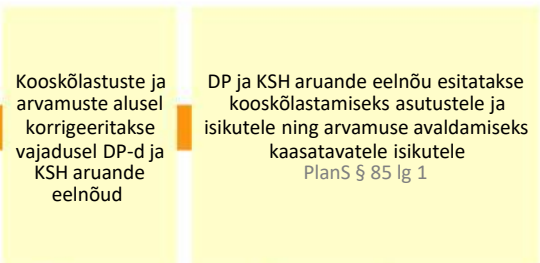 Kooskõlastuste ja
arvamuste alusel
korrigeeritakse
vajadusel DP-d ja
KSH aruande
eelnõud
DP ja KSH aruande eelnõu esitatakse
kooskõlastamiseks asutustele ja
isikutele ning arvamuse avaldamiseks
kaasatavatele isikutele
PlanS § 85 lg 1